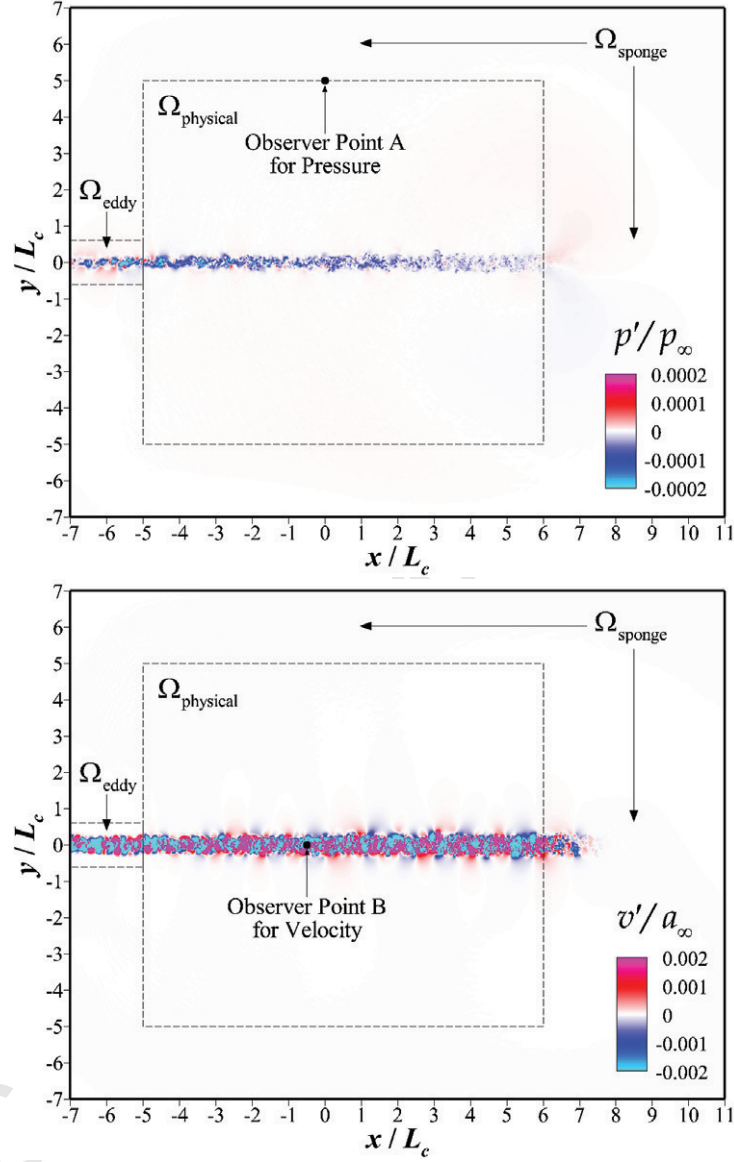 7
6
5
4
3
2
1
0
-1
-2
-3
-4
-5
-6
-7
y / L_c
Ω_sponge
Ω_physical
Observer Point A
for Pressure
Ω_eddy
p′/ p_∞
0.0002
0.0001
0
-0.0001
-0.0002
-7 -6 -5 -4 -3 -2 -1 0 1 2 3 4 5 6 7 8 9 10 11
x / L_c
7
6
5
4
3
2
1
0
-1
-2
-3
-4
-5
-6
-7
y / L_c
Ω_sponge
Ω_physical
Ω_eddy
Observer Point B
for Velocity
v′/ a_∞
0.002
0.001
0
-0.001
-0.002
-7 -6 -5 -4 -3 -2 -1 0 1 2 3 4 5 6 7 8 9 10 11
x / L_c